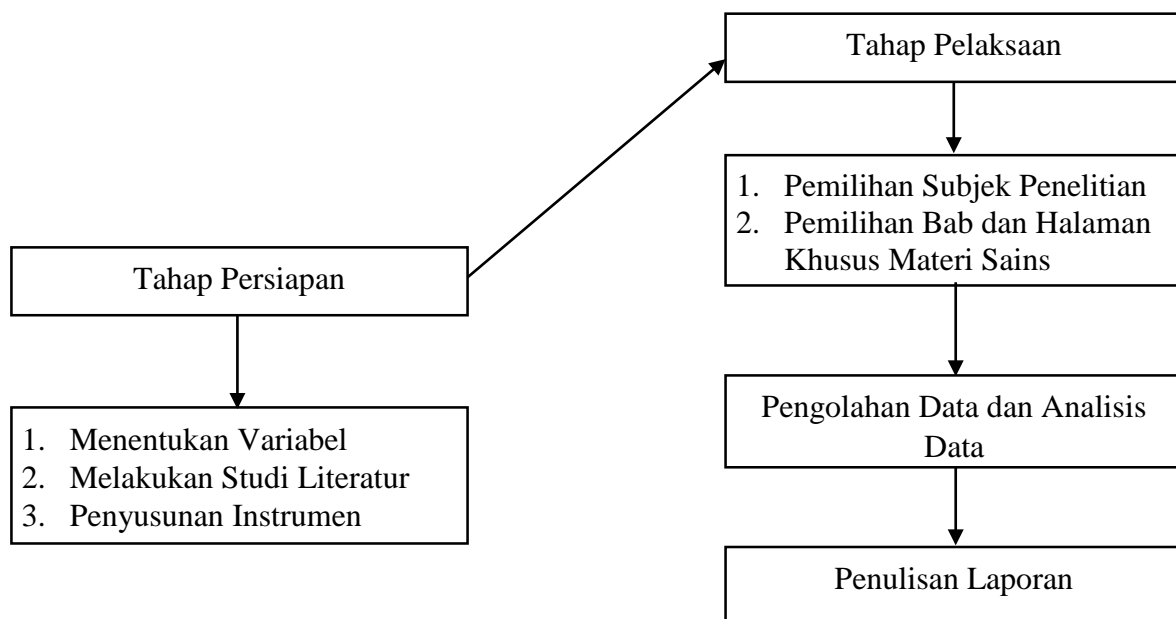 Tahap Persiapan
1. Menentukan Variabel
2. Melakukan Studi Literatur
3. Penyusunan Instrumen
Tahap Pelaksaan
1. Pemilihan Subjek Penelitian
2. Pemilihan Bab dan Halaman
Khusus Materi Sains
Pengolahan Data dan Analisis
Data
Penulisan Laporan